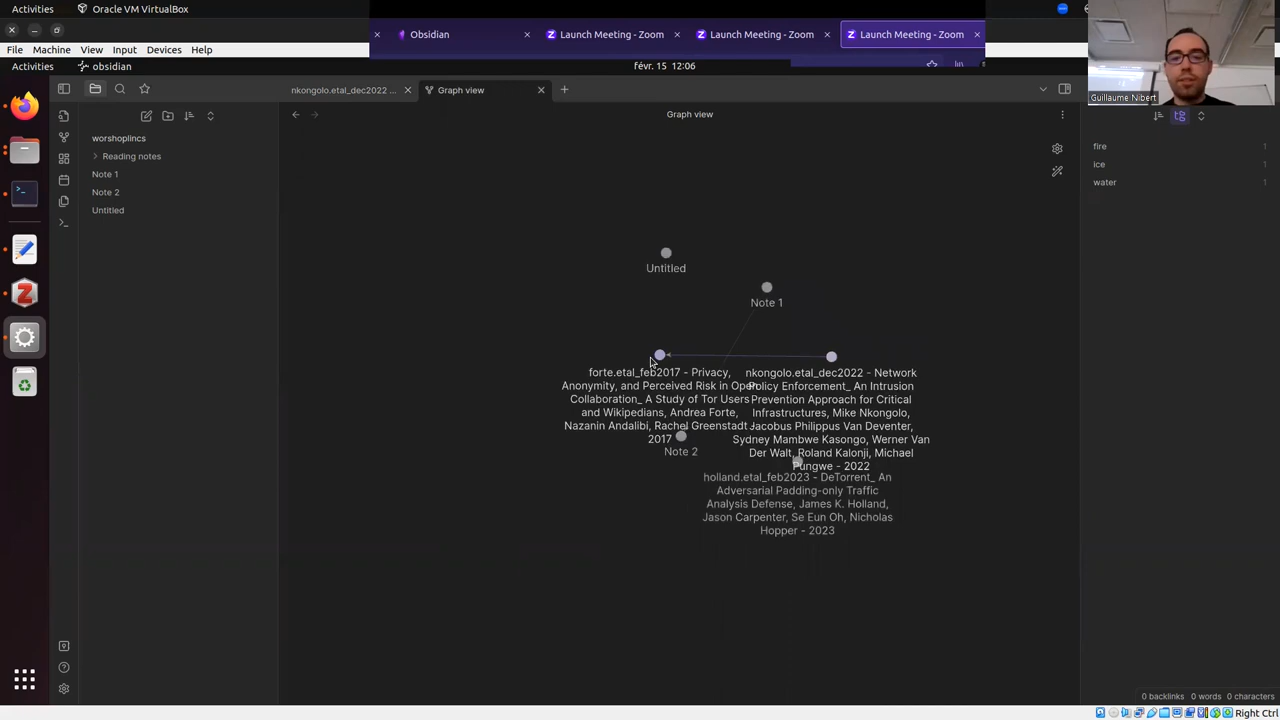 Activities
Oracle VM VirtualBox
Obsidian
Launch Meeting - Zoom
Launch Meeting - Zoom
Launch Meeting - Zoom
File Machine View Input Devices Help
Activities
obsidian
févr. 15 12:06
Guillaume Nibert
nkongolo.etal_dec2022 ...
Graph view
Graph view
worshoplincs
Reading notes
Note 1
Note 2
Untitled
fire 1
ice 1
water 1
Untitled
Note 1
forte.etal_feb2017 - Privacy,
Anonymity, and Perceived Risk in Open
Collaboration_ A Study of Tor Users
and Wikipedians, Andrea Forte,
Nazanin Andalibi, Rachel Greenstadt -
2017
nkongolo.etal_dec2022 - Network
Policy Enforcement_ An Intrusion
Prevention Approach for Critical
Infrastructures, Mike Nkongolo,
Jacobus Philippus Van Deventer,
Sydney Mambwe Kasongo, Werner Van
Der Walt, Roland Kalonji, Michael
Pungwe - 2022
Note 2
holland.etal_feb2023 - DeTorrent_ An
Adversarial Padding-only Traffic
Analysis Defense, James K. Holland,
Jason Carpenter, Se Eun Oh, Nicholas
Hopper - 2023
0 backlinks 0 words 0 characters
Right Ctrl